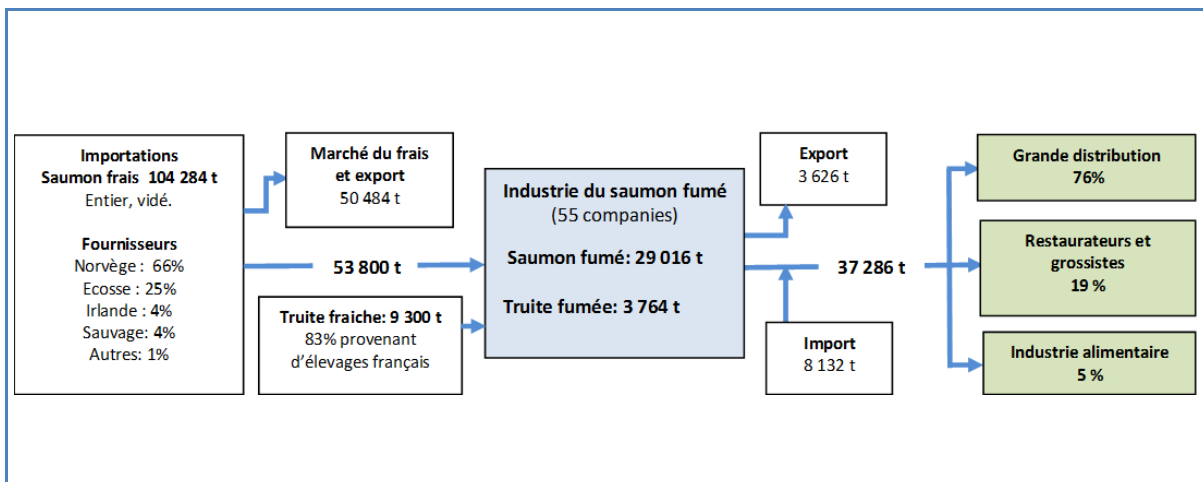 Importations
Saumon frais 104 284 t
Entier, vidé.
Fournisseurs
Norvège : 66%
Ecosse : 25%
Irlande : 4%
Sauvage: 4%
Autres: 1%
Marché du frais
et export
50 484 t
53 800 t
Truite fraiche: 9 300 t
83% provenant
d'élevages français
Industrie du saumon fumé
(55 companies)
Saumon fumé: 29 016 t
Truite fumée: 3 764 t
Export
3 626 t
37 286 t
Import
8 132 t
Grande distribution
76%
Restaurateurs et
grossistes
19 %
Industrie alimentaire
5 %